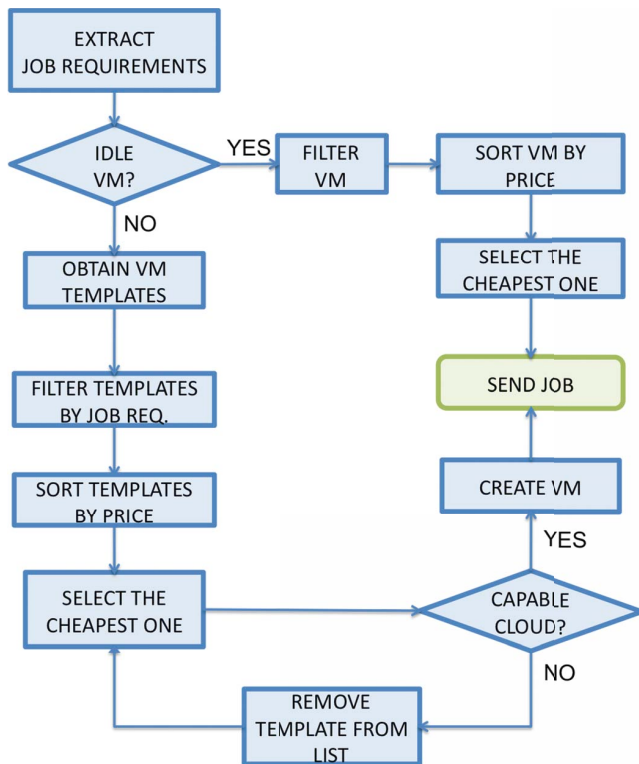 EXTRACT
JOB REQUIREMENTS
IDLE
VM?
YES
FILTER
VM
SORT VM BY
PRICE
NO
OBTAIN VM
TEMPLATES
SELECT THE
CHEAPEST ONE
FILTER TEMPLATES
BY JOB REQ.
SEND JOB
SORT TEMPLATES
BY PRICE
CREATE VM
YES
SELECT THE
CHEAPEST ONE
CAPABLE
CLOUD?
NO
REMOVE
TEMPLATE FROM
LIST